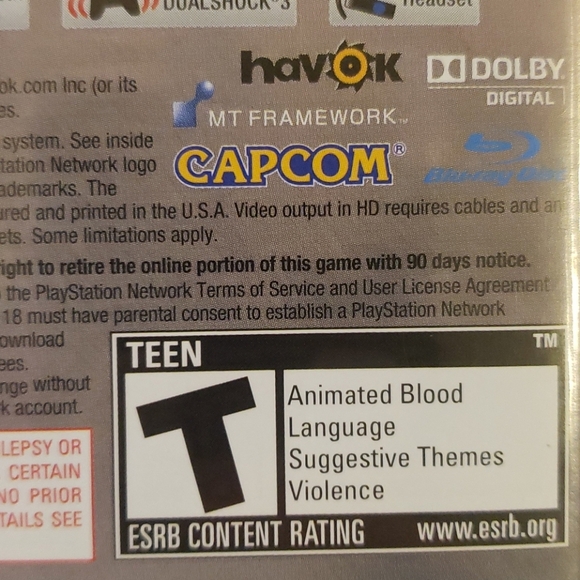 DUALSHOCK®3
Headset
havok
DOLBY
DIGITAL
ok.com Inc (or its
es.
MT FRAMEWORK™
system. See inside
tation Network logo
ademarks. The
CAPCOM®
Blu-ray Disc
ured and printed in the U.S.A. Video output in HD requires cables and an
ets. Some limitations apply.
ight to retire the online portion of this game with 90 days notice.
the PlayStation Network Terms of Service and User License Agreement
18 must have parental consent to establish a PlayStation Network
ownload
ees.
nge without
k account.
LEPSY OR
CERTAIN
NO PRIOR
TAILS SEE
TEEN
TM
T
Animated Blood
Language
Suggestive Themes
Violence
ESRB CONTENT RATING www.esrb.org